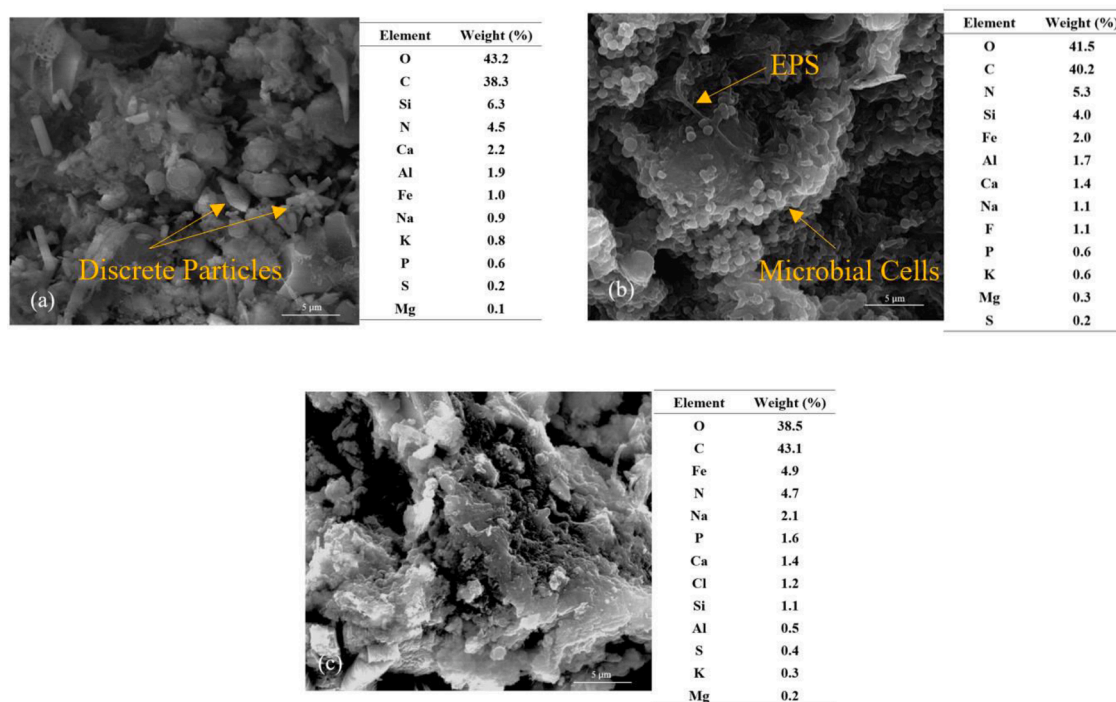 Element Weight (%)
O 43.2
C 38.3
Si 6.3
N 4.5
Ca 2.2
Al 1.9
Fe 1.0
Na 0.9
K 0.8
P 0.6
S 0.2
Mg 0.1
Discrete Particles
(a)
5 μm
Element Weight (%)
O 41.5
C 40.2
N 5.3
Si 4.0
Fe 2.0
Al 1.7
Ca 1.4
Na 1.1
F 1.1
P 0.6
K 0.6
Mg 0.3
S 0.2
EPS
Microbial Cells
(b)
5 μm
Element Weight (%)
O 38.5
C 43.1
Fe 4.9
N 4.7
Na 2.1
P 1.6
Ca 1.4
Cl 1.2
Si 1.1
Al 0.5
S 0.4
K 0.3
Mg 0.2
(c)
5 μm